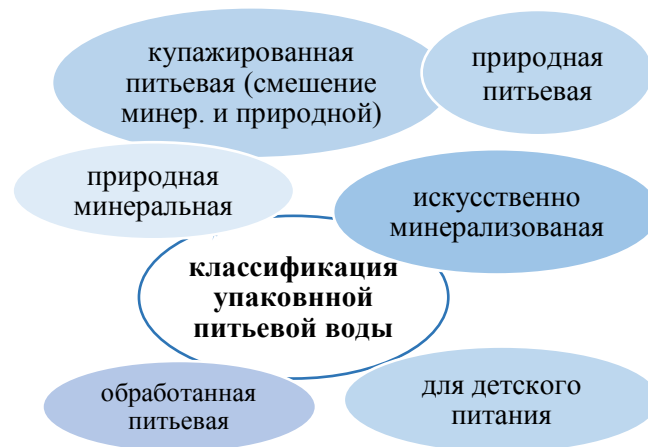 купажированная
питьевая (смешение
минер. и природной)
природная
питьевая
природная
минеральная
искусственно
минерализованая
классификация
упаковнной
питьевой воды
обработанная
питьевая
для детского
питания